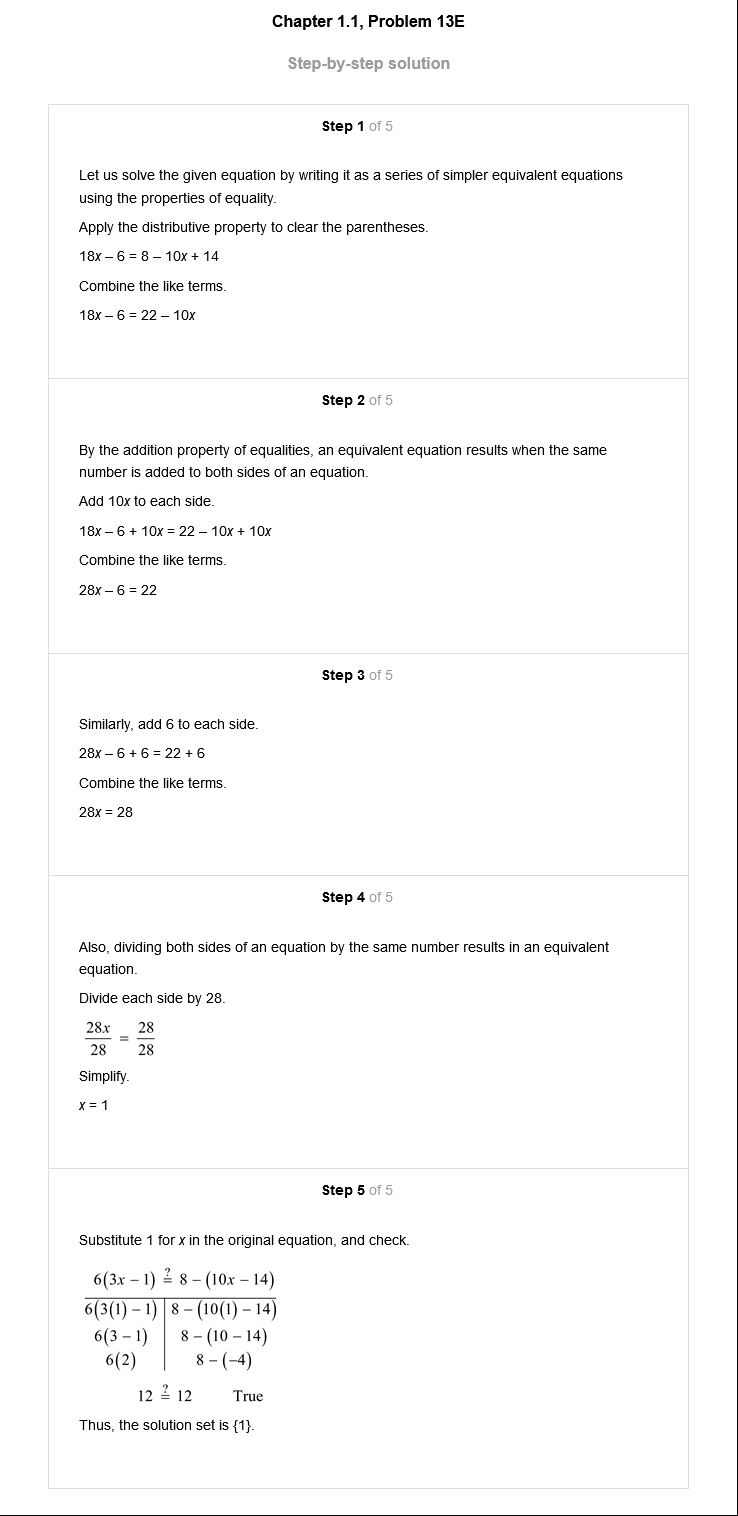 Chapter 1.1, Problem 13E
Step-by-step solution
Step 1 of 5
Let us solve the given equation by writing it as a series of simpler equivalent equations
using the properties of equality.
Apply the distributive property to clear the parentheses.
18x – 6 = 8 – 10x + 14
Combine the like terms.
18x – 6 = 22 – 10x
Step 2 of 5
By the addition property of equalities, an equivalent equation results when the same
number is added to both sides of an equation.
Add 10x to each side.
18x – 6 + 10x = 22 – 10x + 10x
Combine the like terms.
28x – 6 = 22
Step 3 of 5
Similarly, add 6 to each side.
28x – 6 + 6 = 22 + 6
Combine the like terms.
28x = 28
Step 4 of 5
Also, dividing both sides of an equation by the same number results in an equivalent
equation.
Divide each side by 28.
28x/28 = 28/28
Simplify.
x = 1
Step 5 of 5
Substitute 1 for x in the original equation, and check.
6(3x – 1) ≟ 8 – (10x – 14)
6(3(1) – 1) | 8 – (10(1) – 14)
6(3 – 1) | 8 – (10 – 14)
6(2) | 8 – (–4)
12 ≟ 12 True
Thus, the solution set is {1}.